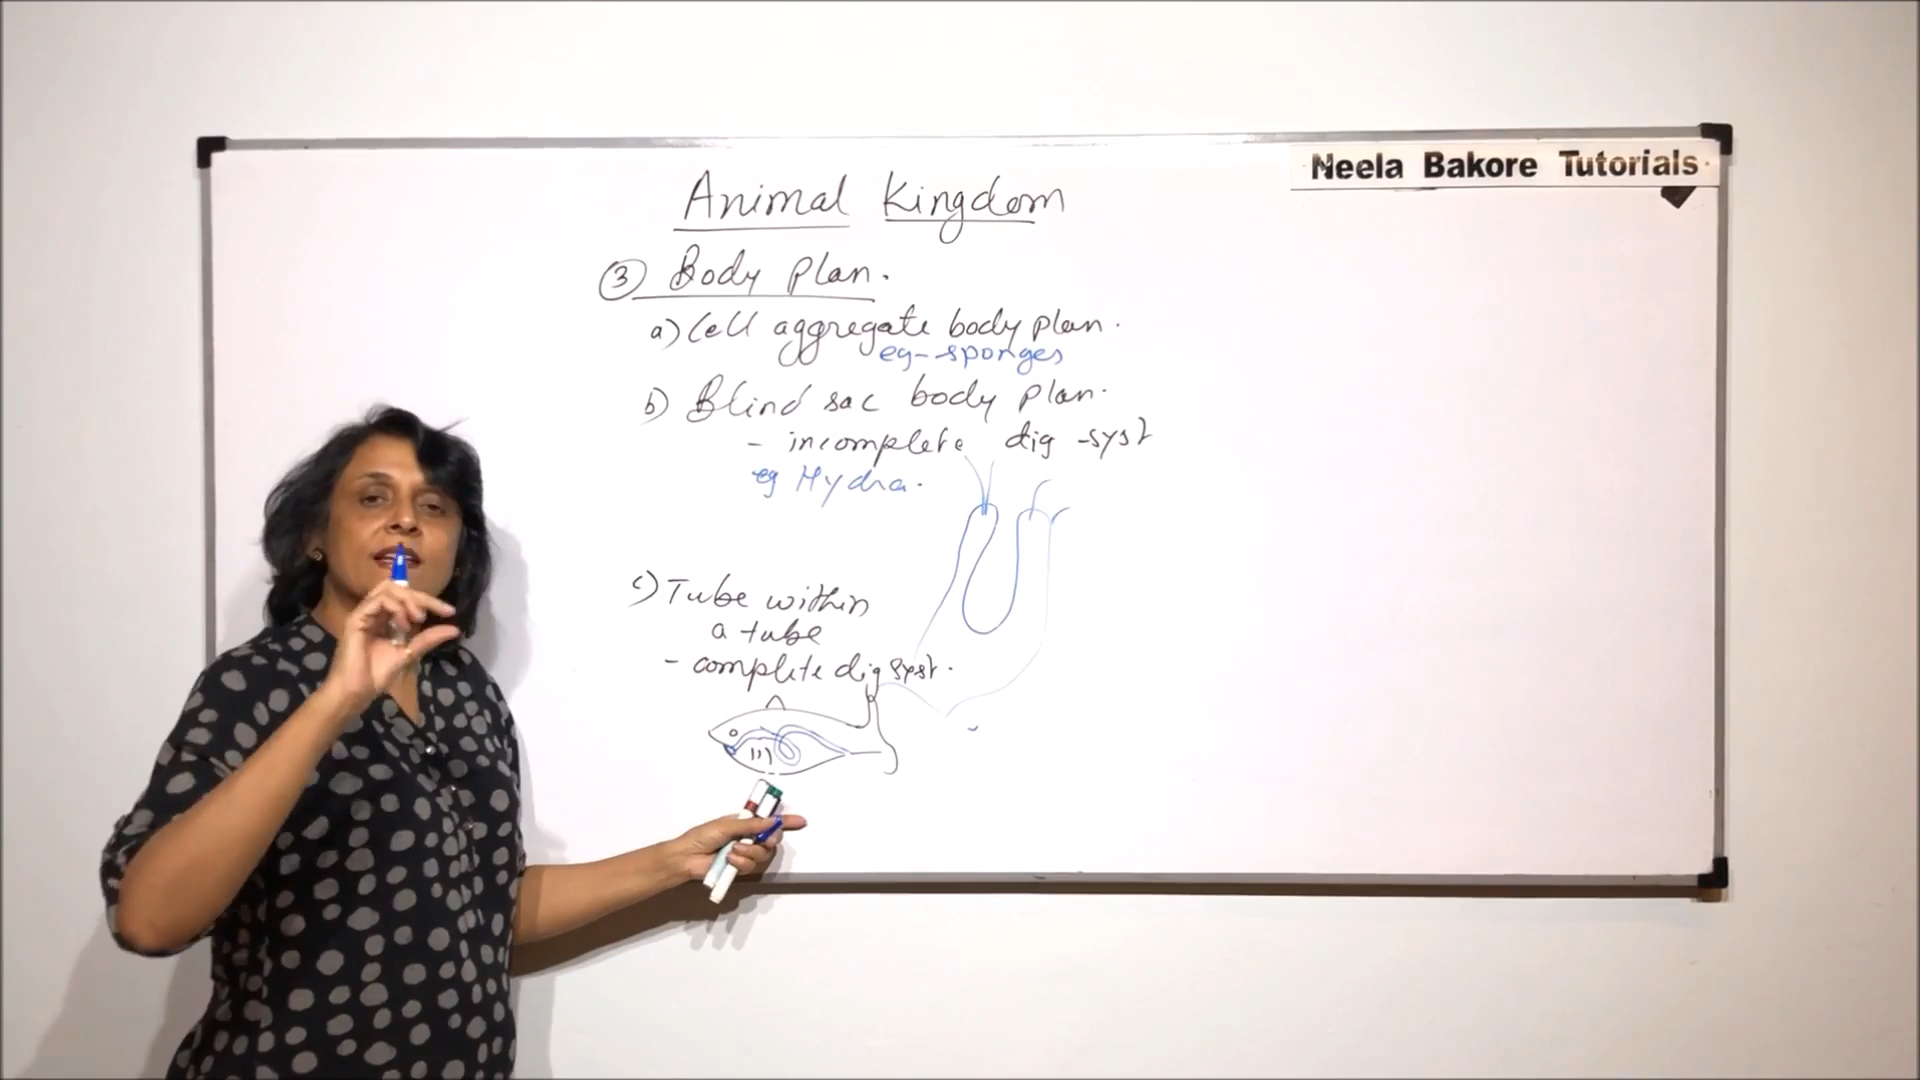 Neela Bakore Tutorials
Animal Kingdom
③ Body plan.
a) Cell aggregate body plan.
eg- sponges
b) Blind sac body plan.
- incomplete dig-syst
eg Hydra.
c) Tube within
a tube
- complete dig syst.